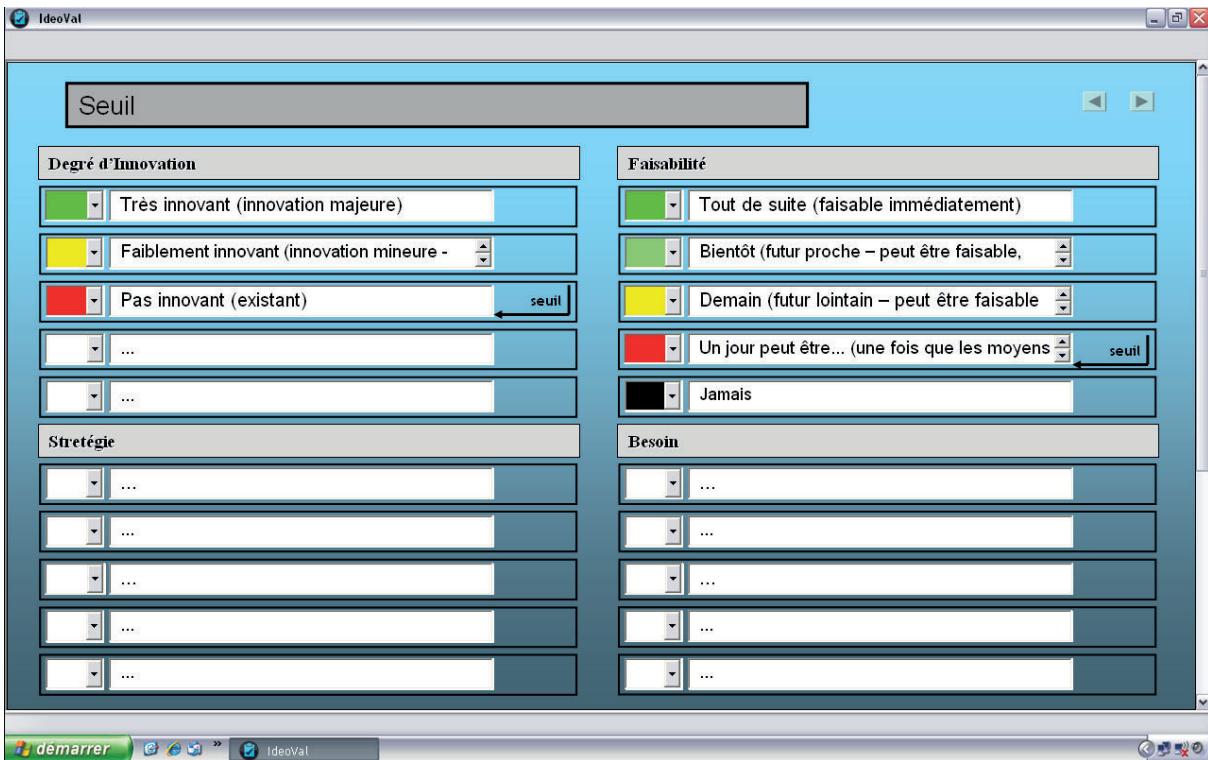 IdeoVal
Seuil
Degré d'Innovation
Très innovant (innovation majeure)
Faiblement innovant (innovation mineure -
Pas innovant (existant)
seuil
...
...
Faisabilité
Tout de suite (faisable immédiatement)
Bientôt (futur proche – peut être faisable,
Demain (futur lointain – peut être faisable
Un jour peut être... (une fois que les moyens
seuil
Jamais
Stretégie
...
...
...
...
...
Besoin
...
...
...
...
...
démarrer
»
IdeoVal